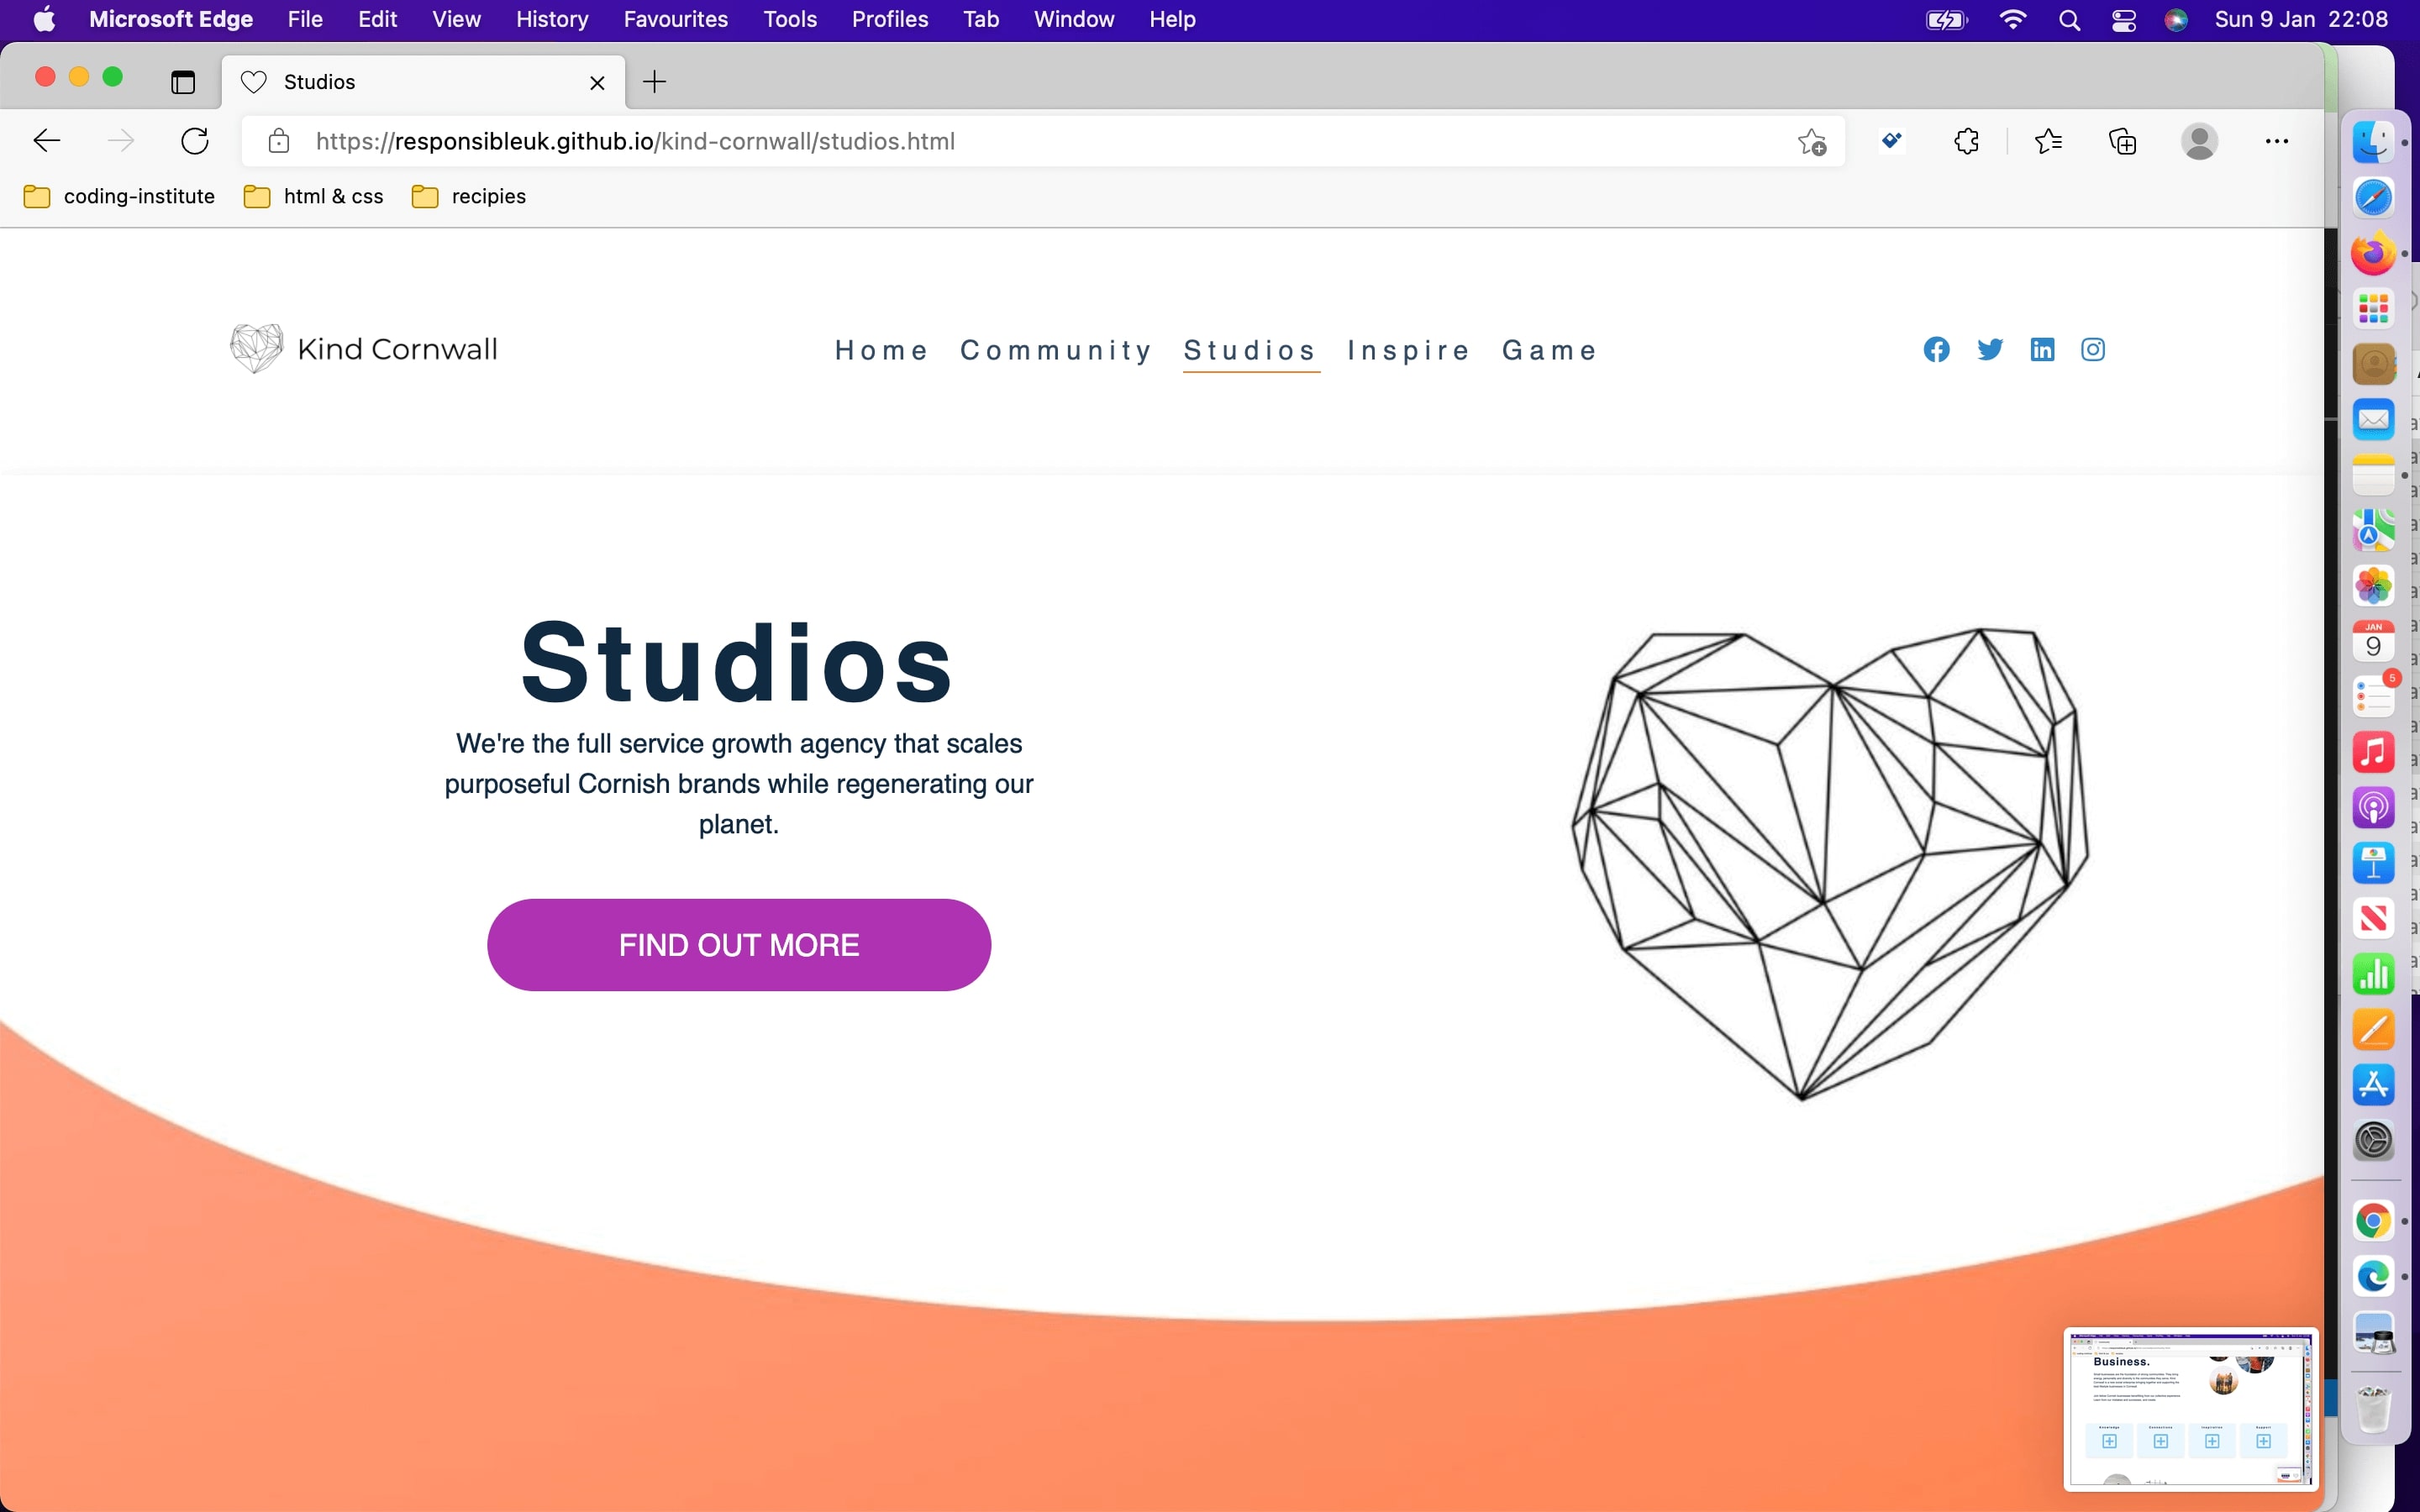 Microsoft Edge File Edit View History Favourites Tools Profiles Tab Window Help Sun 9 Jan 22:08
Studios
https://responsibleuk.github.io/kind-cornwall/studios.html
coding-institute html & css recipies
Kind Cornwall Home Community Studios Inspire Game
Studios
We're the full service growth agency that scales
purposeful Cornish brands while regenerating our
planet.
FIND OUT MORE
JAN
9
5
Business.